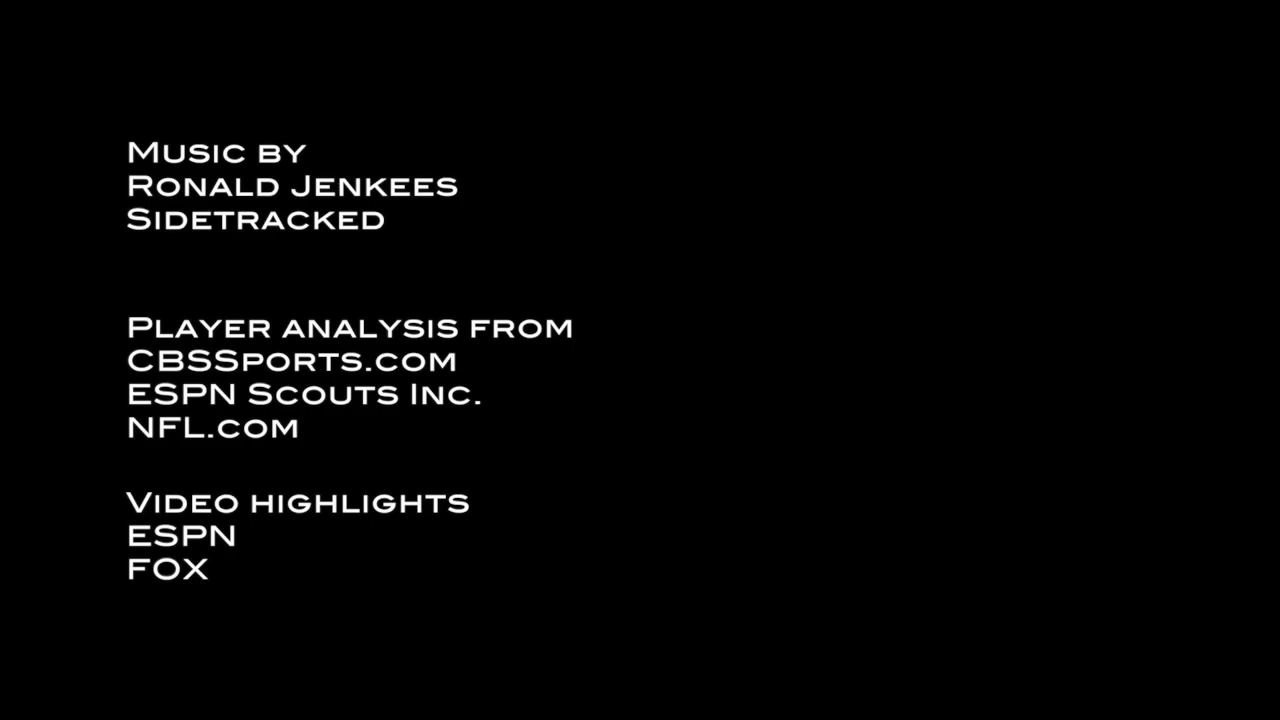 Music by
Ronald Jenkees
Sidetracked
Player analysis from
CBSSports.com
ESPN Scouts Inc.
NFL.com
Video highlights
ESPN
FOX